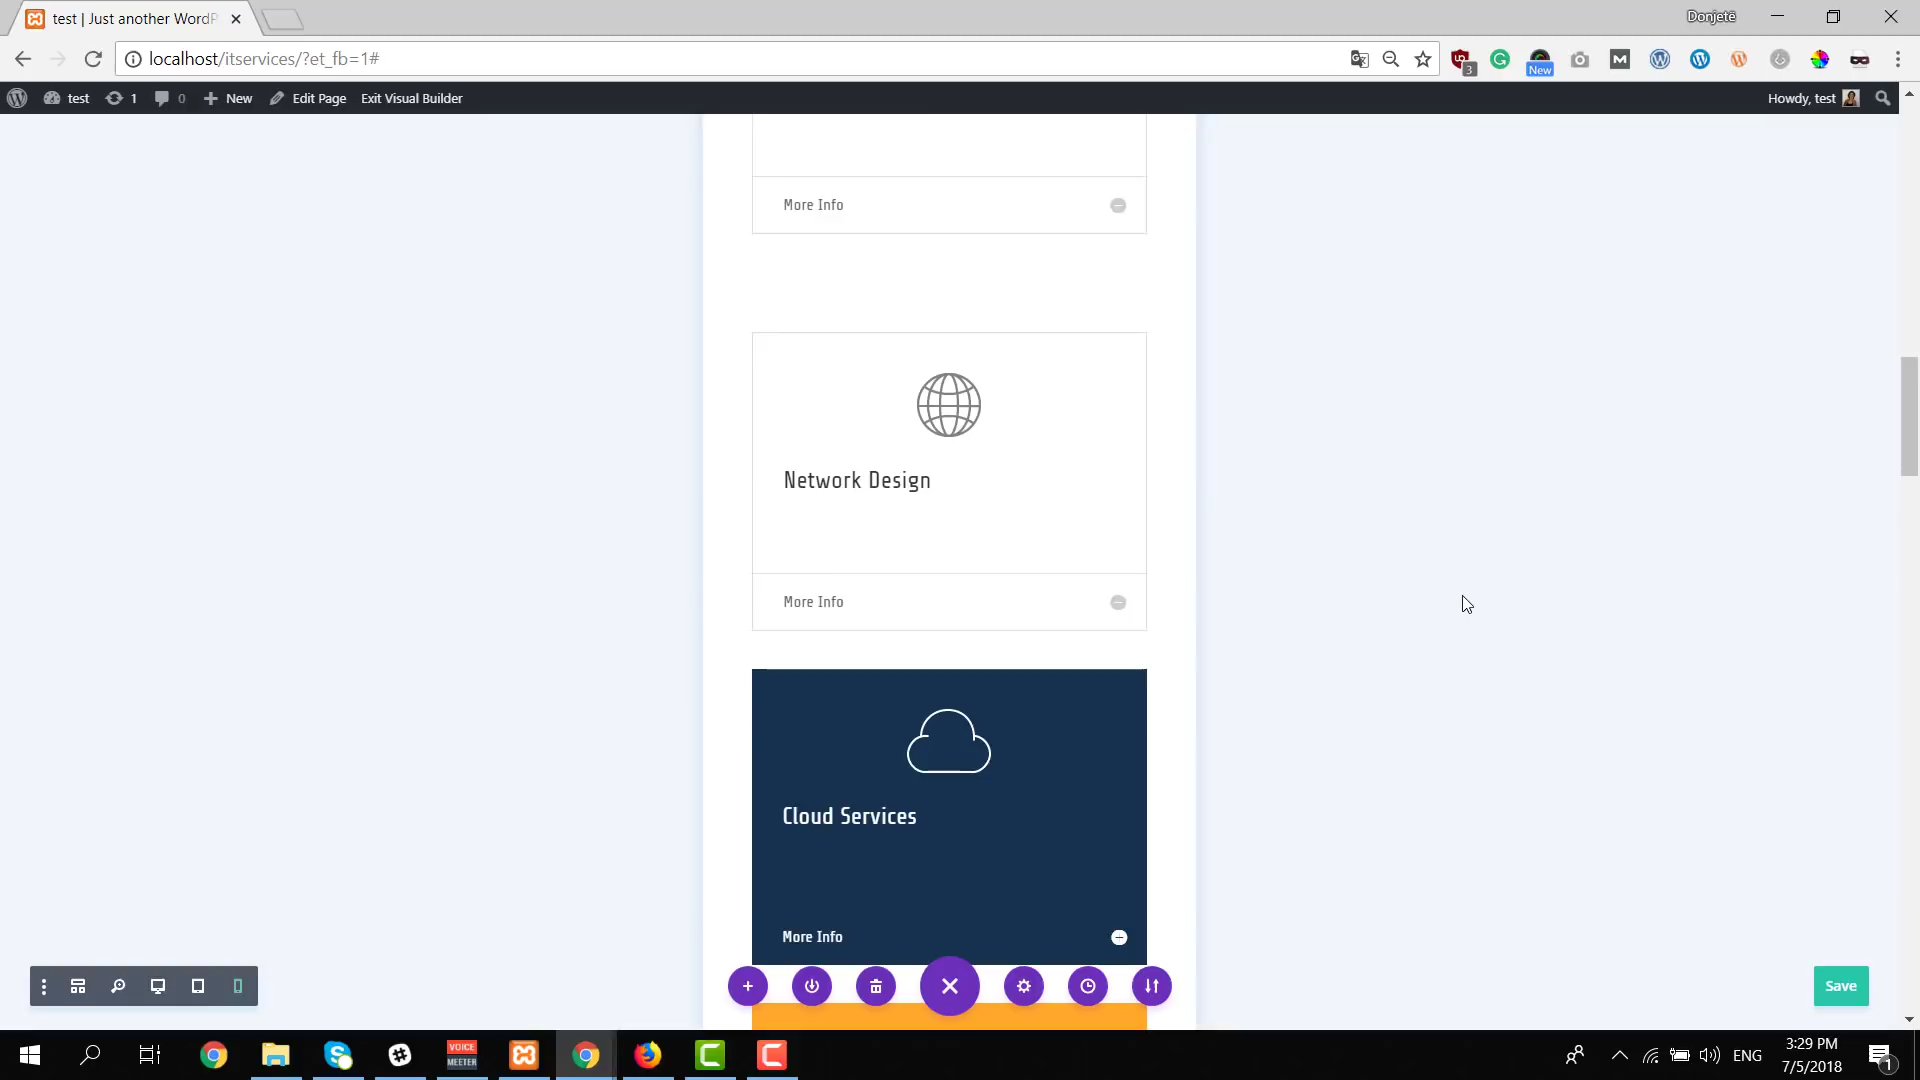 test | Just another WordP
Donjetë
localhost/itservices/?et_fb=1#
3
New
test
1
0
New
Edit Page
Exit Visual Builder
Howdy, test
More Info
Network Design
More Info
Cloud Services
More Info
Save
VOICE
MEETER
ENG
3:29 PM
7/5/2018
1